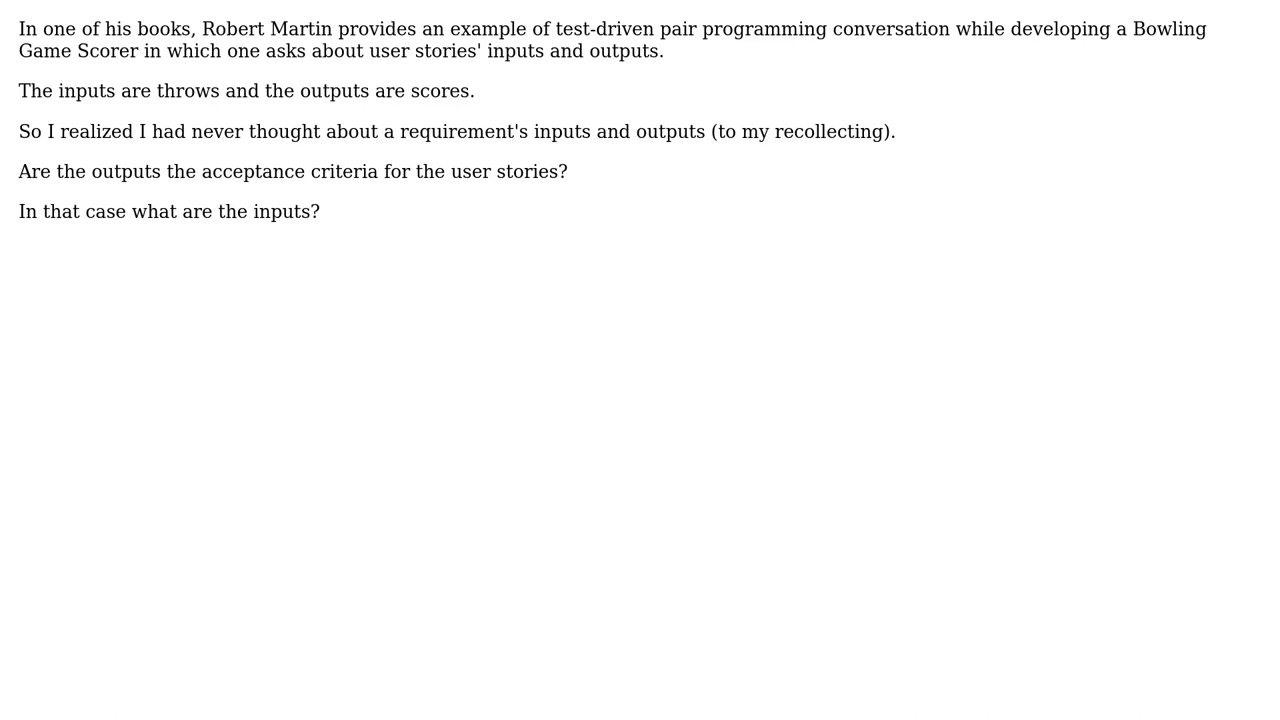 In one of his books, Robert Martin provides an example of test-driven pair programming conversation while developing a Bowling
Game Scorer in which one asks about user stories' inputs and outputs.
The inputs are throws and the outputs are scores.
So I realized I had never thought about a requirement's inputs and outputs (to my recollecting).
Are the outputs the acceptance criteria for the user stories?
In that case what are the inputs?